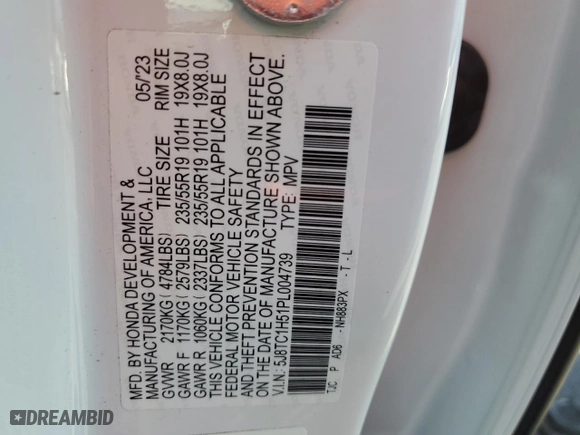 MFD. BY HONDA DEVELOPMENT & 05/'23
MANUFACTURING OF AMERICA, LLC
GVWR 2170KG ( 4784LBS) TIRE SIZE RIM SIZE
GAWR F 1170KG ( 2579LBS) 235/55R19 101H 19X8.0J
GAWR R 1060KG ( 2337LBS) 235/55R19 101H 19X8.0J
THIS VEHICLE CONFORMS TO ALL APPLICABLE
FEDERAL MOTOR VEHICLE SAFETY
AND THEFT PREVENTION STANDARDS IN EFFECT
ON THE DATE OF MANUFACTURE SHOWN ABOVE.
V.I.N.: 5J8TC1H51PL004739 TYPE: MPV
TJC P AD6 - NH883PX - T - L
DREAMBID